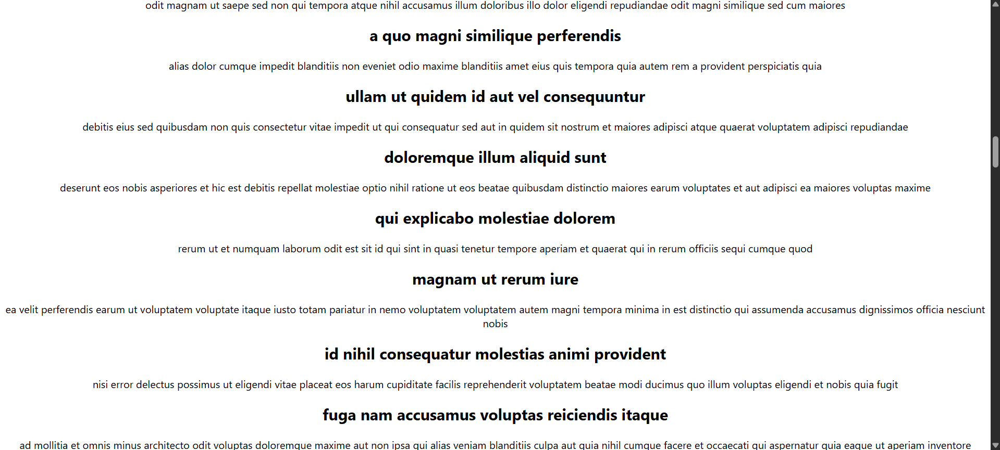 odit magnam ut saepe sed non qui tempora atque nihil accusamus illum doloribus illo dolor eligendi repudiandae odit magni similique sed cum maiores
a quo magni similique perferendis
alias dolor cumque impedit blanditiis non eveniet odio maxime blanditiis amet eius quis tempora quia autem rem a provident perspiciatis quia
ullam ut quidem id aut vel consequuntur
debitis eius sed quibusdam non quis consectetur vitae impedit ut qui consequatur sed aut in quidem sit nostrum et maiores adipisci atque quaerat voluptatem adipisci repudiandae
doloremque illum aliquid sunt
deserunt eos nobis asperiores et hic est debitis repellat molestiae optio nihil ratione ut eos beatae quibusdam distinctio maiores earum voluptates et aut adipisci ea maiores voluptas maxime
qui explicabo molestiae dolorem
rerum ut et numquam laborum odit est sit id qui sint in quasi tenetur tempore aperiam et quaerat qui in rerum officiis sequi cumque quod
magnam ut rerum iure
ea velit perferendis earum ut voluptatem voluptate itaque iusto totam pariatur in nemo voluptatem voluptatem autem magni tempora minima in est distinctio qui assumenda accusamus dignissimos officia nesciunt
nobis
id nihil consequatur molestias animi provident
nisi error delectus possimus ut eligendi vitae placeat eos harum cupiditate facilis reprehenderit voluptatem beatae modi ducimus quo illum voluptas eligendi et nobis quia fugit
fuga nam accusamus voluptas reiciendis itaque
ad mollitia et omnis minus architecto odit voluptas doloremque maxime aut non ipsa qui alias veniam blanditiis culpa aut quia nihil cumque facere et occaecati qui aspernatur quia eaque ut aperiam inventore